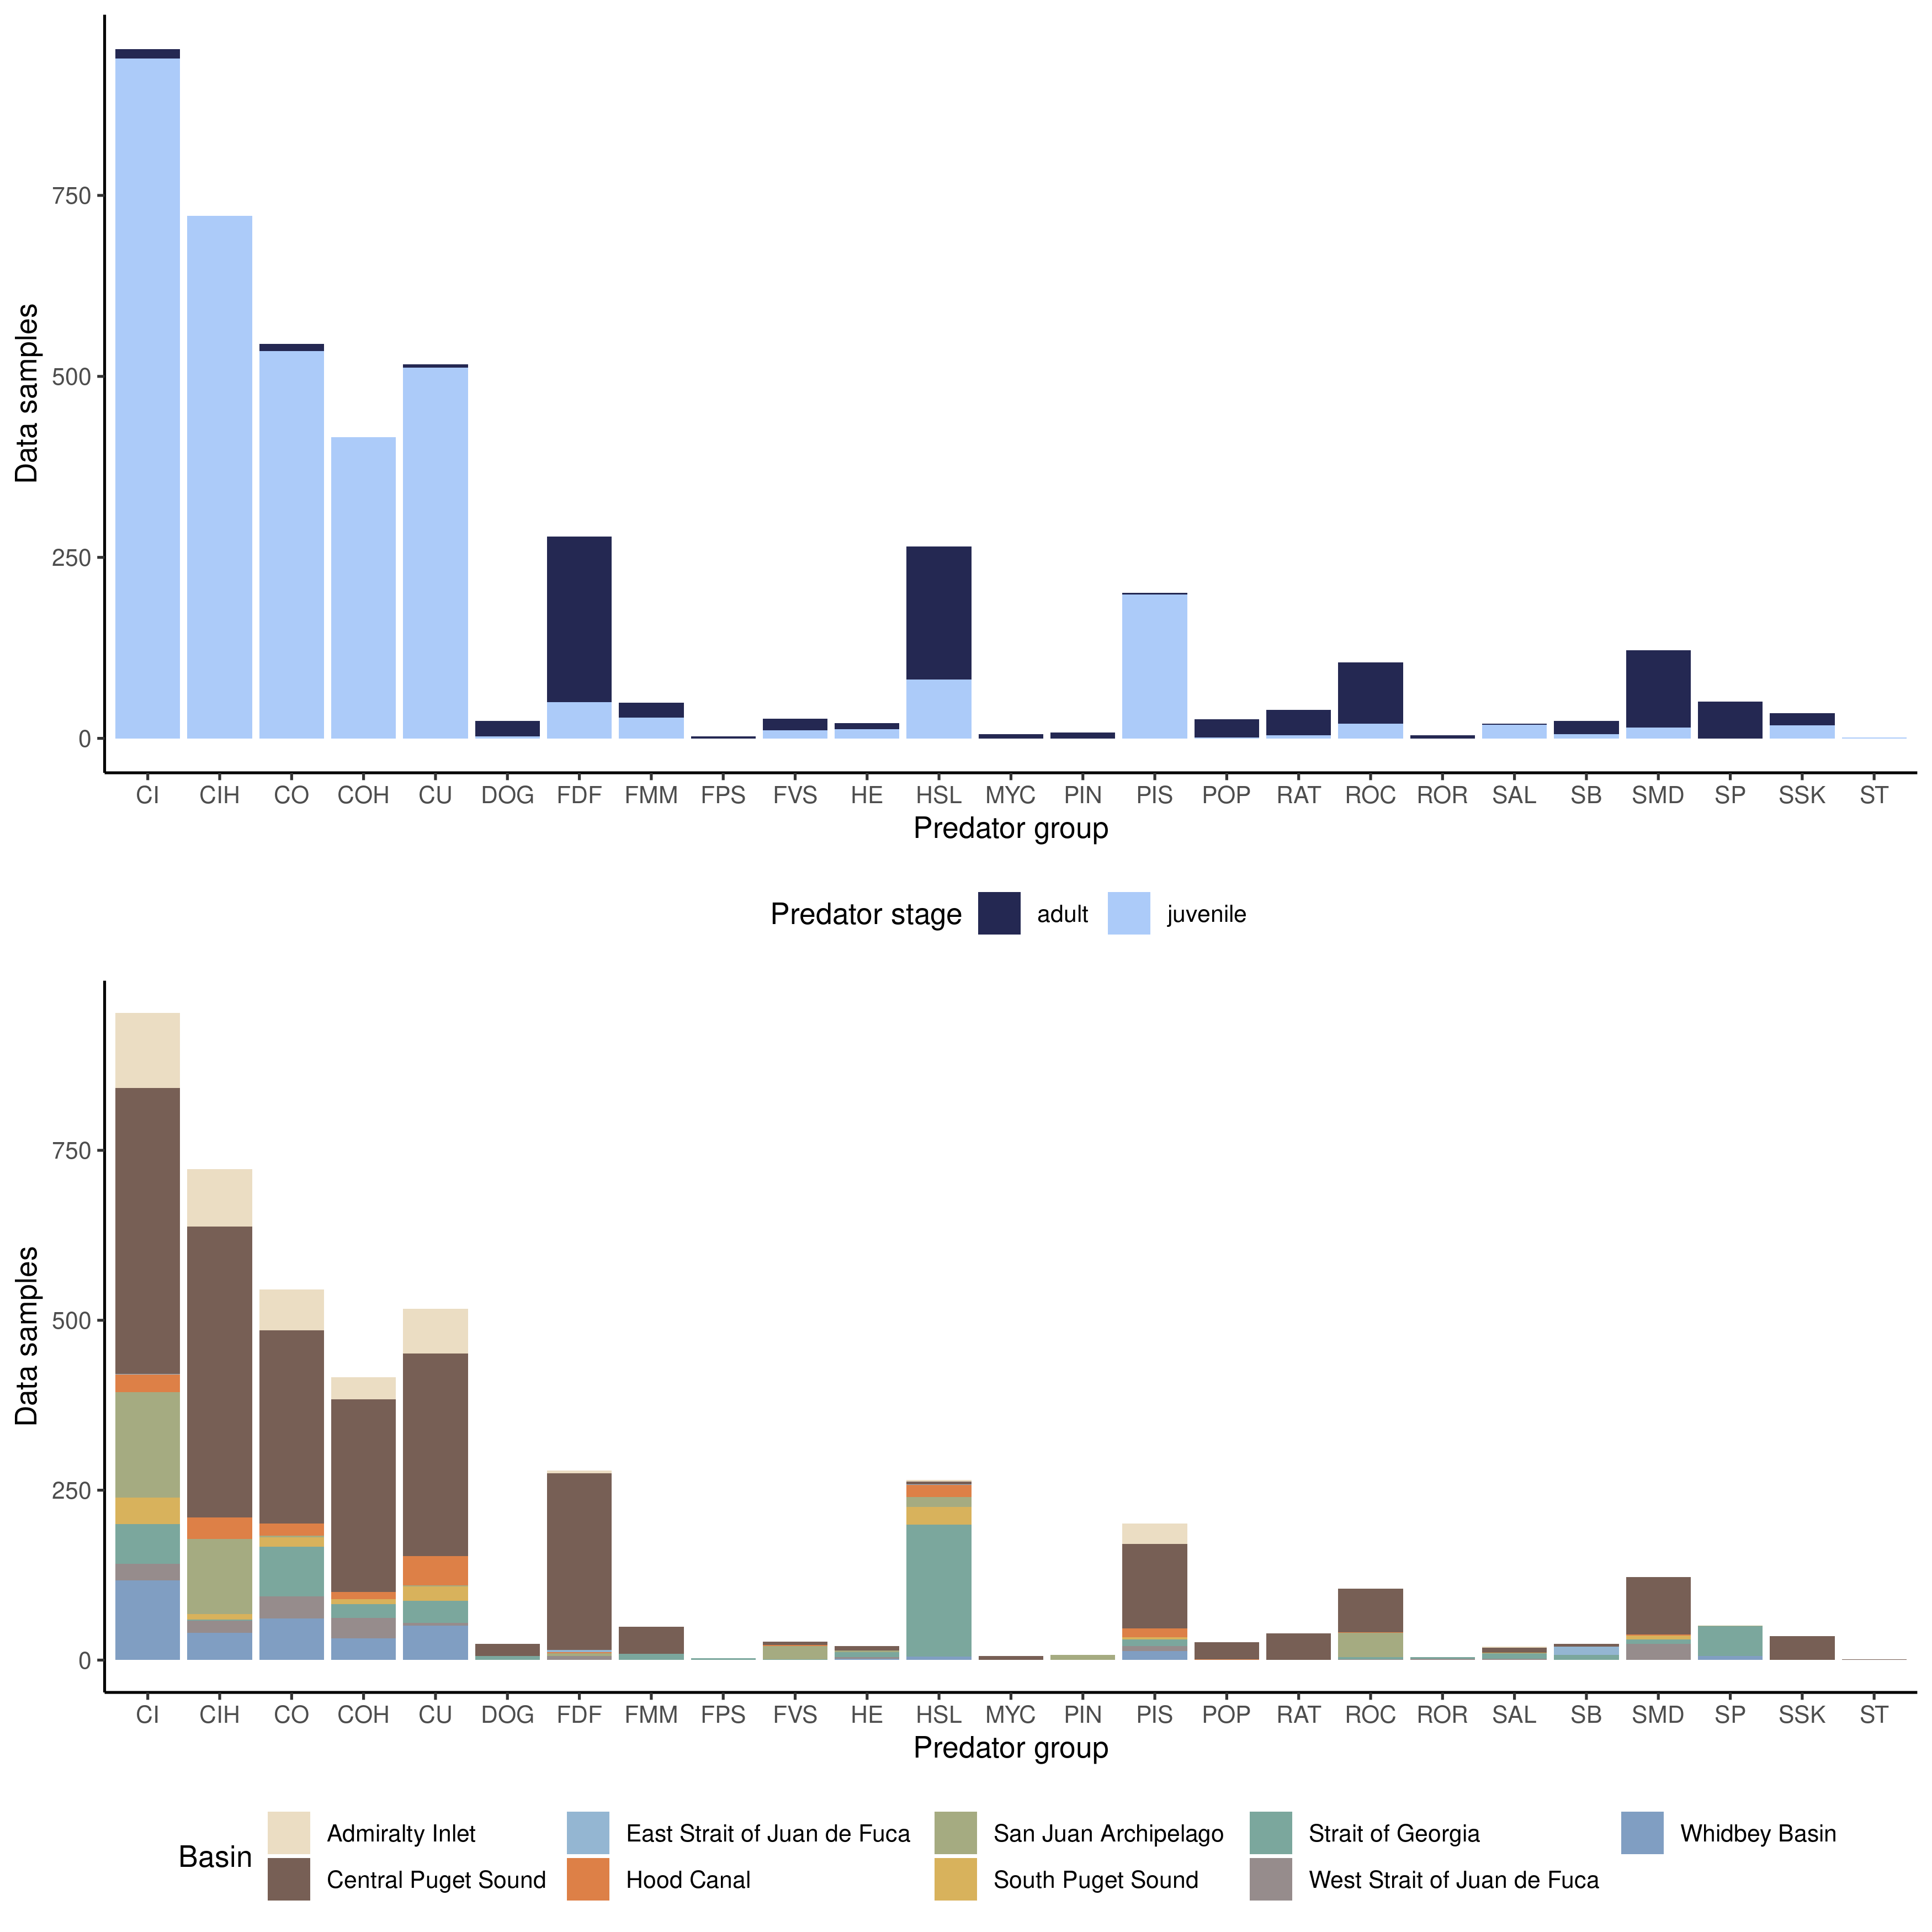 Data samples
750
500
250
0
CI CIH CO COH CU DOG FDF FMM FPS FVS HE HSL MYC PIN PIS POP RAT ROC ROR SAL SB SMD SP SSK ST
Predator group
Predator stage adult juvenile
Data samples
750
500
250
0
CI CIH CO COH CU DOG FDF FMM FPS FVS HE HSL MYC PIN PIS POP RAT ROC ROR SAL SB SMD SP SSK ST
Predator group
Basin
Admiralty Inlet East Strait of Juan de Fuca San Juan Archipelago Strait of Georgia Whidbey Basin
Central Puget Sound Hood Canal South Puget Sound West Strait of Juan de Fuca